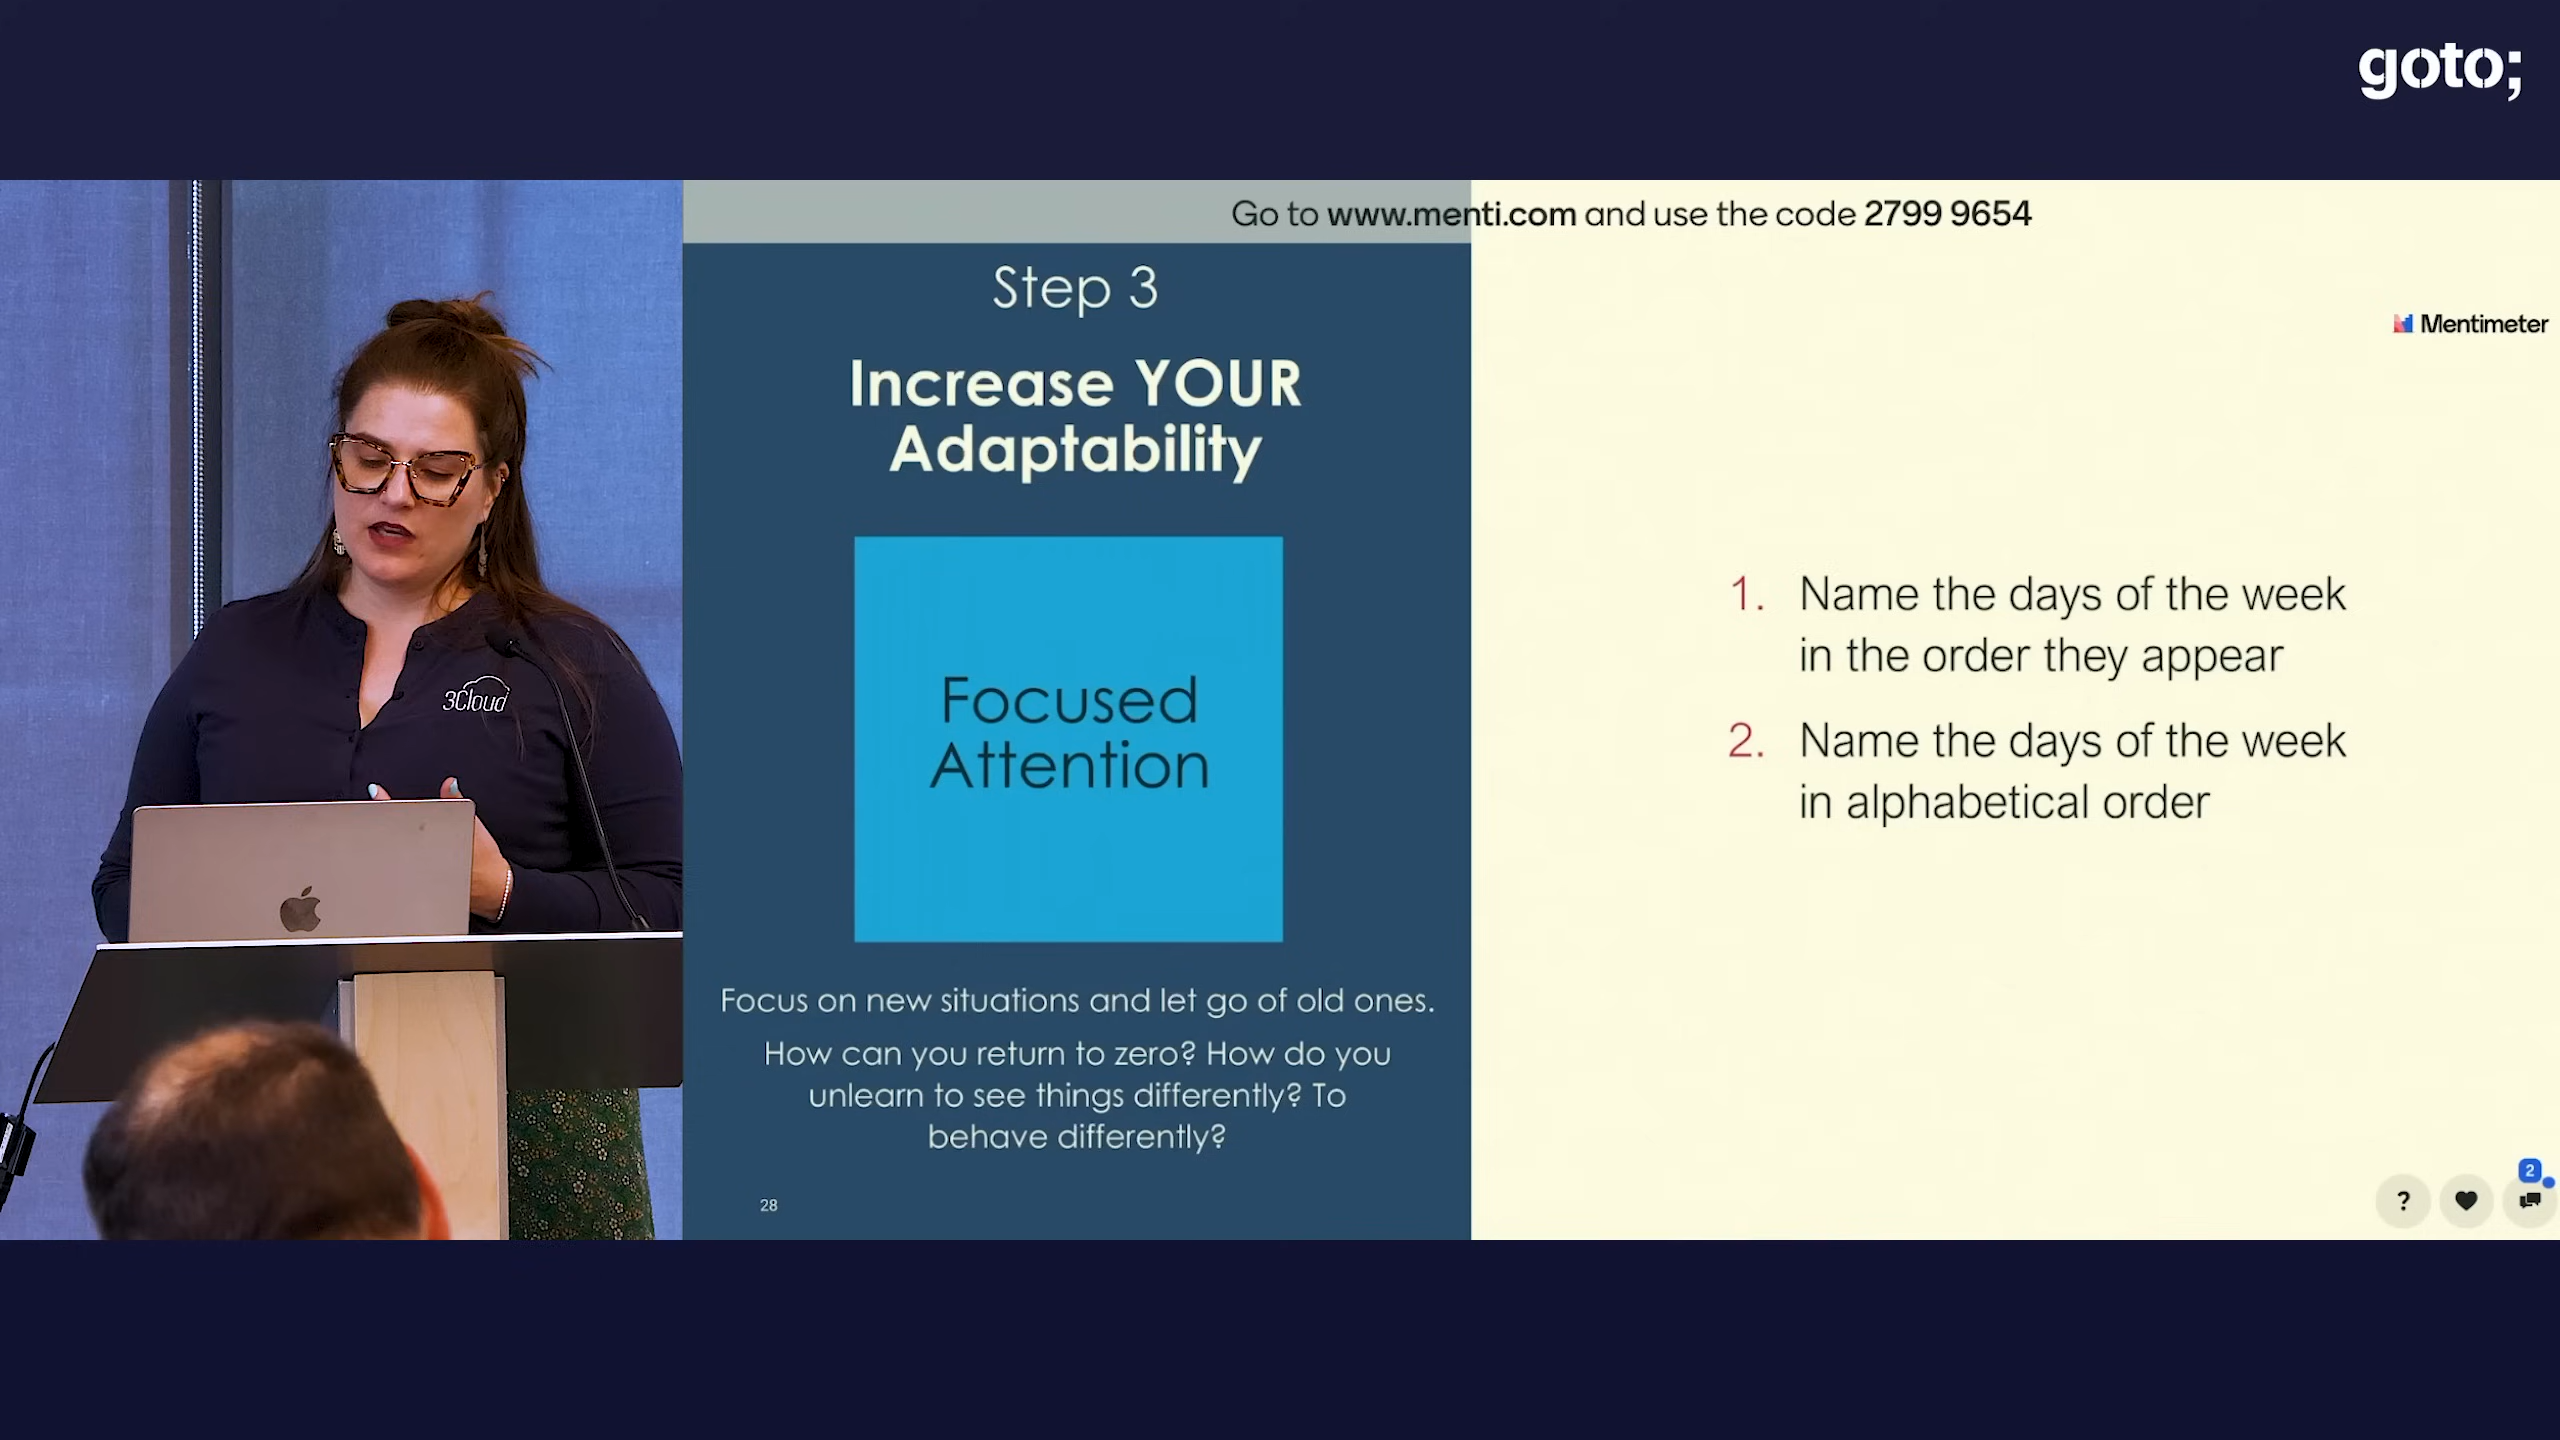 goto;
Go to www.menti.com and use the code 2799 9654
Mentimeter
Step 3
Increase YOUR
Adaptability
Focused
Attention
Focus on new situations and let go of old ones.
How can you return to zero? How do you
unlearn to see things differently? To
behave differently?
28
1. Name the days of the week
in the order they appear
2. Name the days of the week
in alphabetical order
3Cloud
?
2